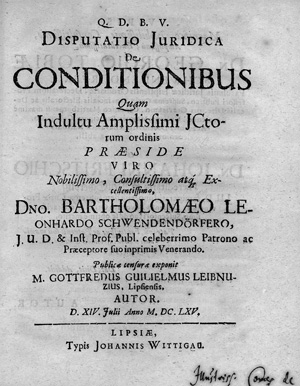 Q. D. B. V.
DISPUTATIO JURIDICA
De
CONDITIONIBUS
Quam
Indultu Amplissimi JCto-
rum ordinis
PRÆSIDE
VIRO
Nobilissimo, Consultissimo atq; Ex-
cellentissimo,
DNO. BARTHOLOMÆO LE-
ONHARDO SCHWENDENDÖRFERO,
J. U. D. & Inst. Prof. Publ. celeberrimo Patrono ac
Præceptore suo inprimis Venerando.
Publicæ censuræ exponit
M. GOTTFREDUS GUILIELMUS LEIBNU-
ZIUS, Lipsiensis.
AUTOR.
D. XIV. Julii Anno M. DC. LXV.
LIPSIÆ,
Typis JOHANNIS WITTIGAU.